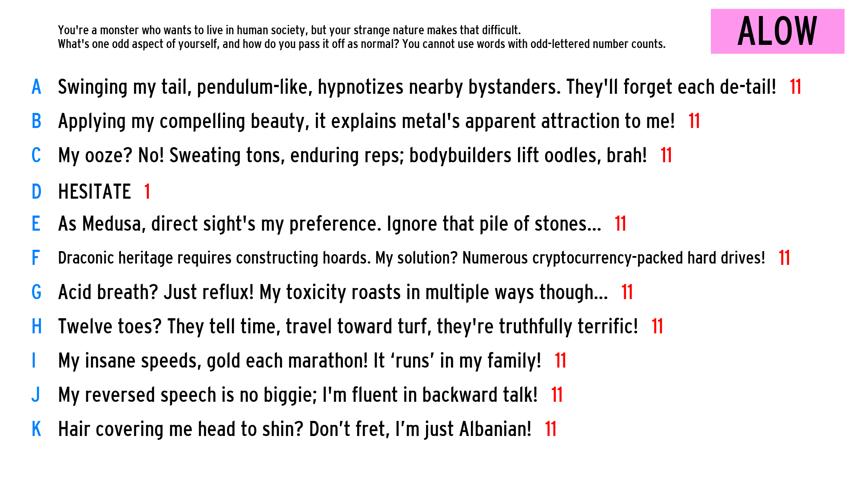 You're a monster who wants to live in human society, but your strange nature makes that difficult.
What's one odd aspect of yourself, and how do you pass it off as normal? You cannot use words with odd-lettered number counts.
ALOW
A Swinging my tail, pendulum-like, hypnotizes nearby bystanders. They'll forget each de-tail! 11
B Applying my compelling beauty, it explains metal's apparent attraction to me! 11
C My ooze? No! Sweating tons, enduring reps; bodybuilders lift oodles, brah! 11
D HESITATE 1
E As Medusa, direct sight's my preference. Ignore that pile of stones... 11
F Draconic heritage requires constructing hoards. My solution? Numerous cryptocurrency-packed hard drives! 11
G Acid breath? Just reflux! My toxicity roasts in multiple ways though... 11
H Twelve toes? They tell time, travel toward turf, they're truthfully terrific! 11
I My insane speeds, gold each marathon! It ‘runs’ in my family! 11
J My reversed speech is no biggie; I'm fluent in backward talk! 11
K Hair covering me head to shin? Don’t fret, I’m just Albanian! 11